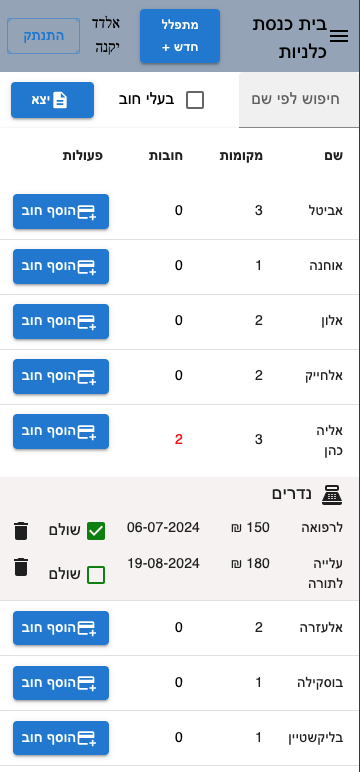 בית כנסת
כלניות
מתפלל
חדש +
אלדד
יקנה
התנתק
חיפוש לפי שם
בעלי חוב
יצא
שם מקומות חובות פעולות
אביטל 3 0 הוסף חוב
אוחנה 1 0 הוסף חוב
אלון 2 0 הוסף חוב
אלחייק 2 0 הוסף חוב
אליה
כהן 3 2 הוסף חוב
נדרים
לרפואה 150 ₪ 06-07-2024 שולם
עלייה
לתורה 180 ₪ 19-08-2024 שולם
אלעזרה 2 0 הוסף חוב
בוסקילה 1 0 הוסף חוב
בליקשטיין 1 0 הוסף חוב